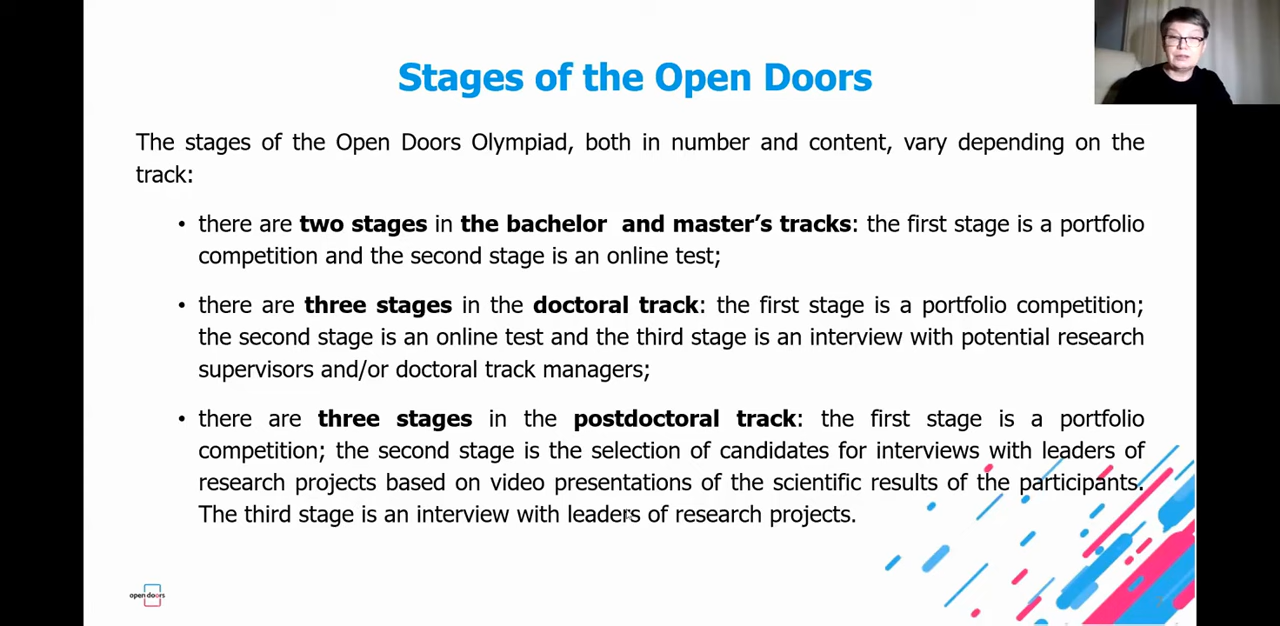 Stages of the Open Doors
The stages of the Open Doors Olympiad, both in number and content, vary depending on the
track:
• there are two stages in the bachelor and master’s tracks: the first stage is a portfolio
competition and the second stage is an online test;
• there are three stages in the doctoral track: the first stage is a portfolio competition;
the second stage is an online test and the third stage is an interview with potential research
supervisors and/or doctoral track managers;
• there are three stages in the postdoctoral track: the first stage is a portfolio
competition; the second stage is the selection of candidates for interviews with leaders of
research projects based on video presentations of the scientific results of the participants.
The third stage is an interview with leaders of research projects.
open doors